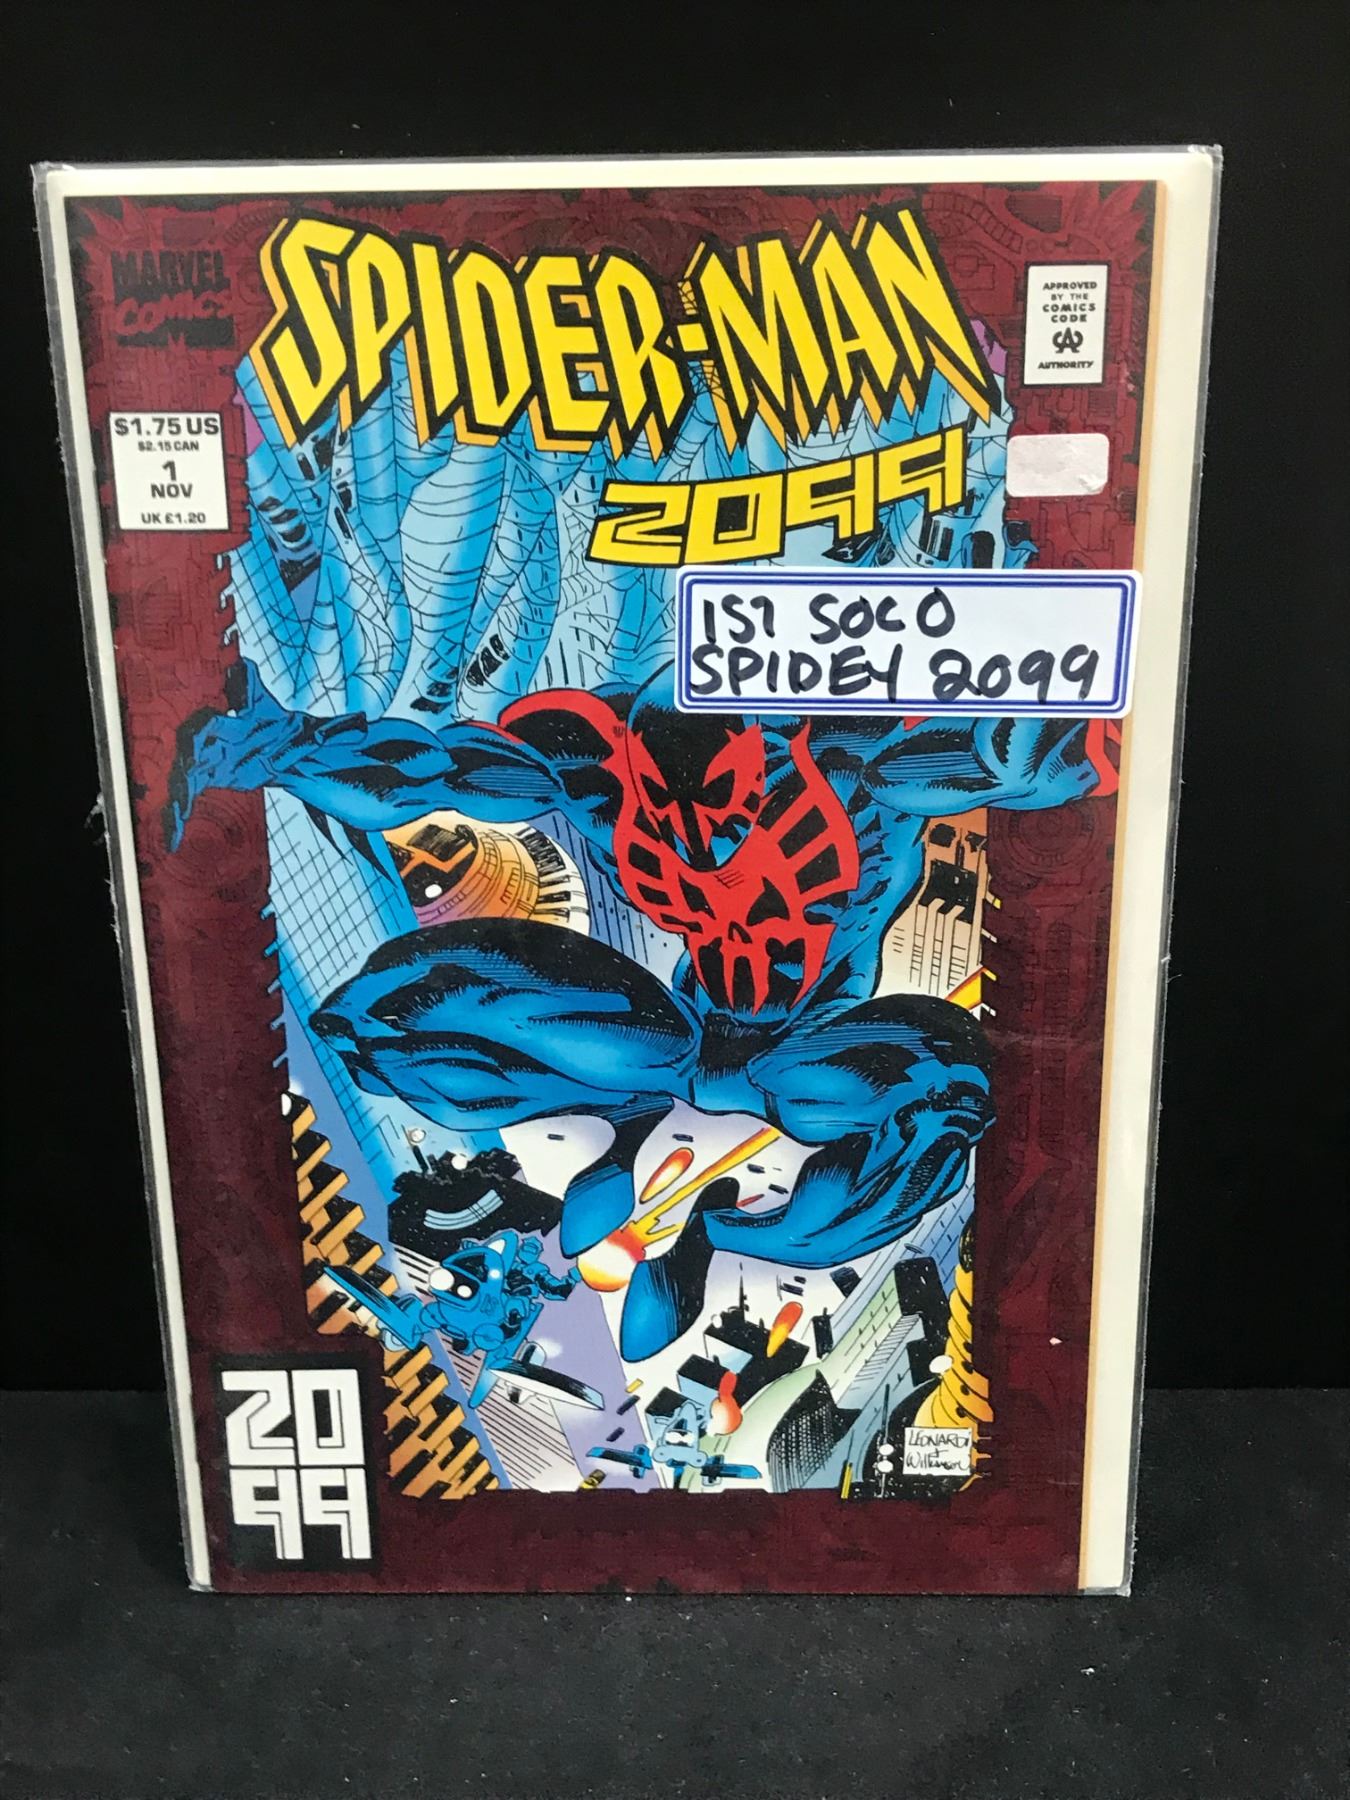 MARVEL
COMICS
SPIDER-MAN
2099
APPROVED
BY THE
COMICS
CODE
CA
AUTHORITY
$1.75 US
$2.15 CAN
1
NOV
UK £1.20
1ST SOLO
SPIDEY 2099
20
99
LEONARDI
+
Williamson